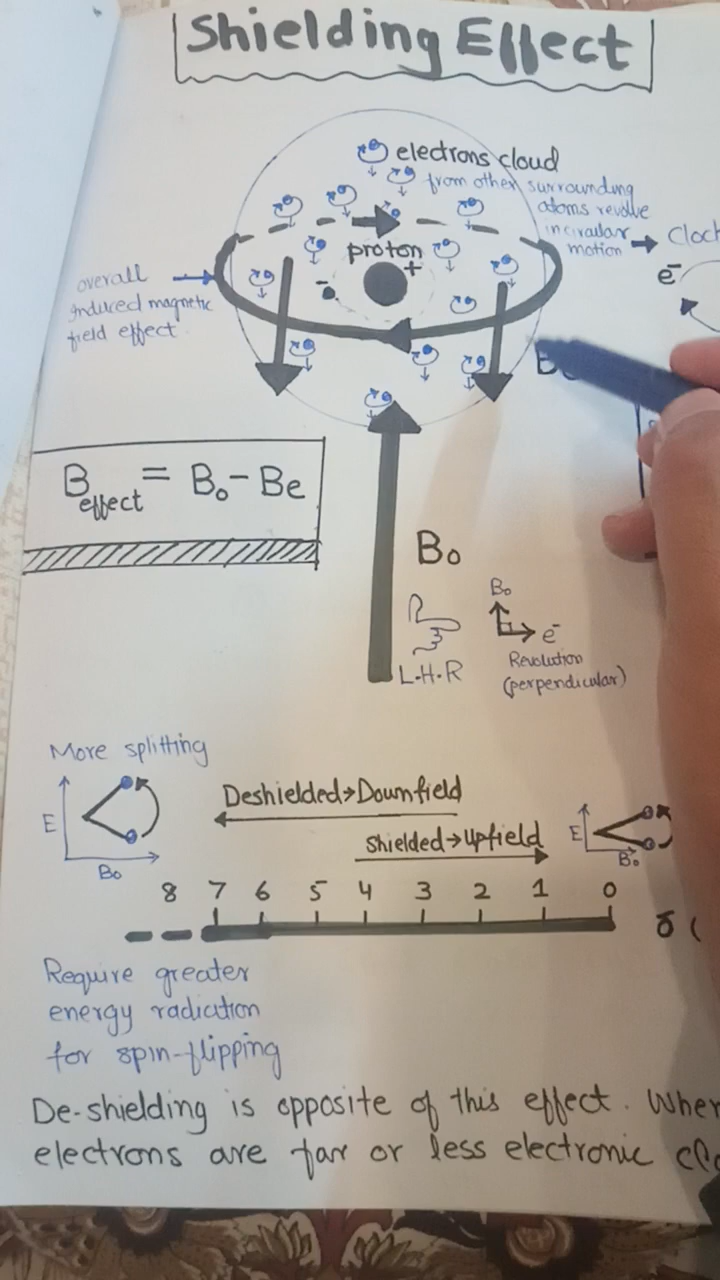 Shielding Effect
electrons cloud
from other surrounding
atoms revolve
in circular
motion → Cloc
e⁻
proton
+
-
overall
Induced magnetic
field effect
B effect = B₀ - Be
B₀
L.H.R
B₀
e⁻
Revolution
(perpendicular)
More splitting
E
B₀
Deshielded→Downfield
Shielded→Upfield
E
B₀
8 7 6 5 4 3 2 1 0
δ (
Require greater
energy radiation
for spin-flipping
De-shielding is opposite of this effect. When
electrons are far or less electronic clo